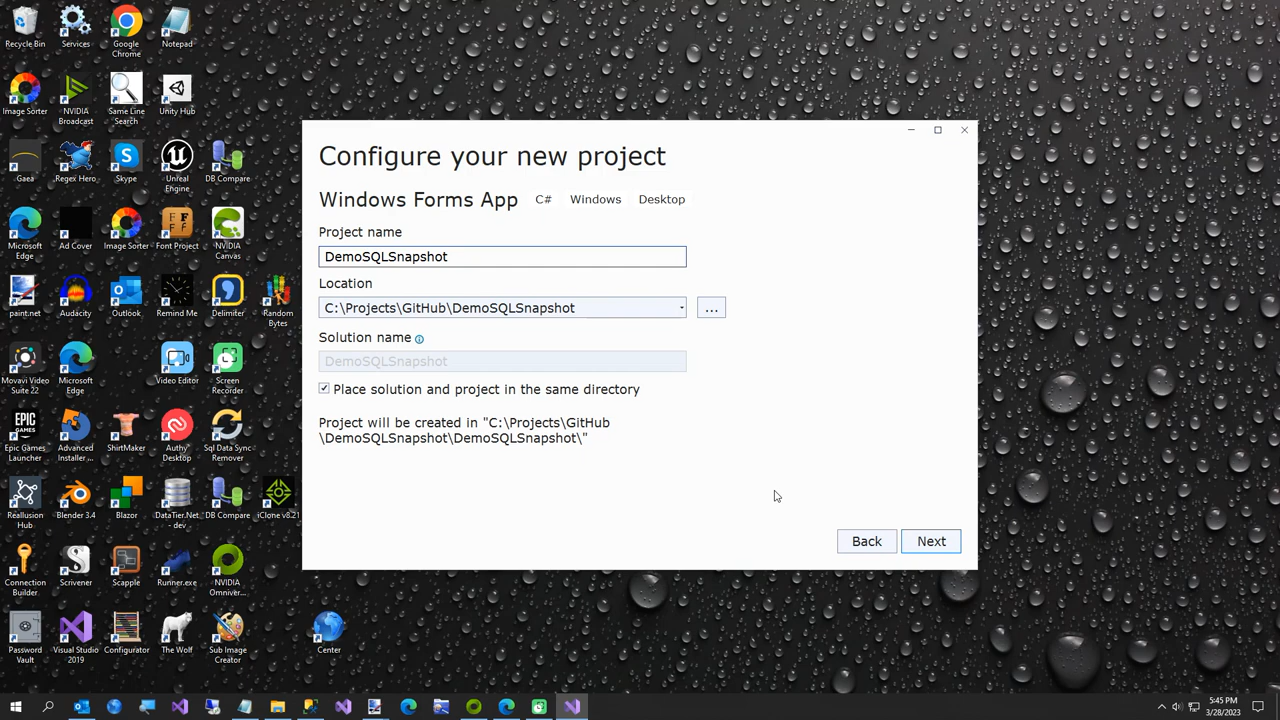 Recycle Bin
Services
Google
Chrome
Notepad
Image Sorter
NVIDIA
Broadcast
Same Line
Search
Unity Hub
Gaea
Regex Hero
Skype
Unreal
Engine
DB Compare
Microsoft
Edge
Ad Cover
Image Sorter
Font Project
NVIDIA
Canvas
paint.net
Audacity
Outlook
Remind Me
Delimiter
Random
Bytes
Movavi Video
Suite 22
Microsoft
Edge
Video Editor
Screen
Recorder
EPIC
GAMES
Epic Games
Launcher
Advanced
Installer ...
ShirtMaker
Authy
Desktop
Sql Data Sync
Remover
Reallusion
Hub
Blender 3.4
Blazor
DataTier.Net
- dev
DB Compare
iClone v8.21
Connection
Builder
Scrivener
Scapple
Runner.exe
NVIDIA
Omniver...
Password
Vault
Visual Studio
2019
Configurator
The Wolf
Sub Image
Creator
Center
Configure your new project
Windows Forms App C# Windows Desktop
Project name
DemoSQLSnapshot
Location
C:\Projects\GitHub\DemoSQLSnapshot
...
Solution name
DemoSQLSnapshot
Place solution and project in the same directory
Project will be created in "C:\Projects\GitHub
\DemoSQLSnapshot\DemoSQLSnapshot\"
Back
Next
5:45 PM
3/28/2023